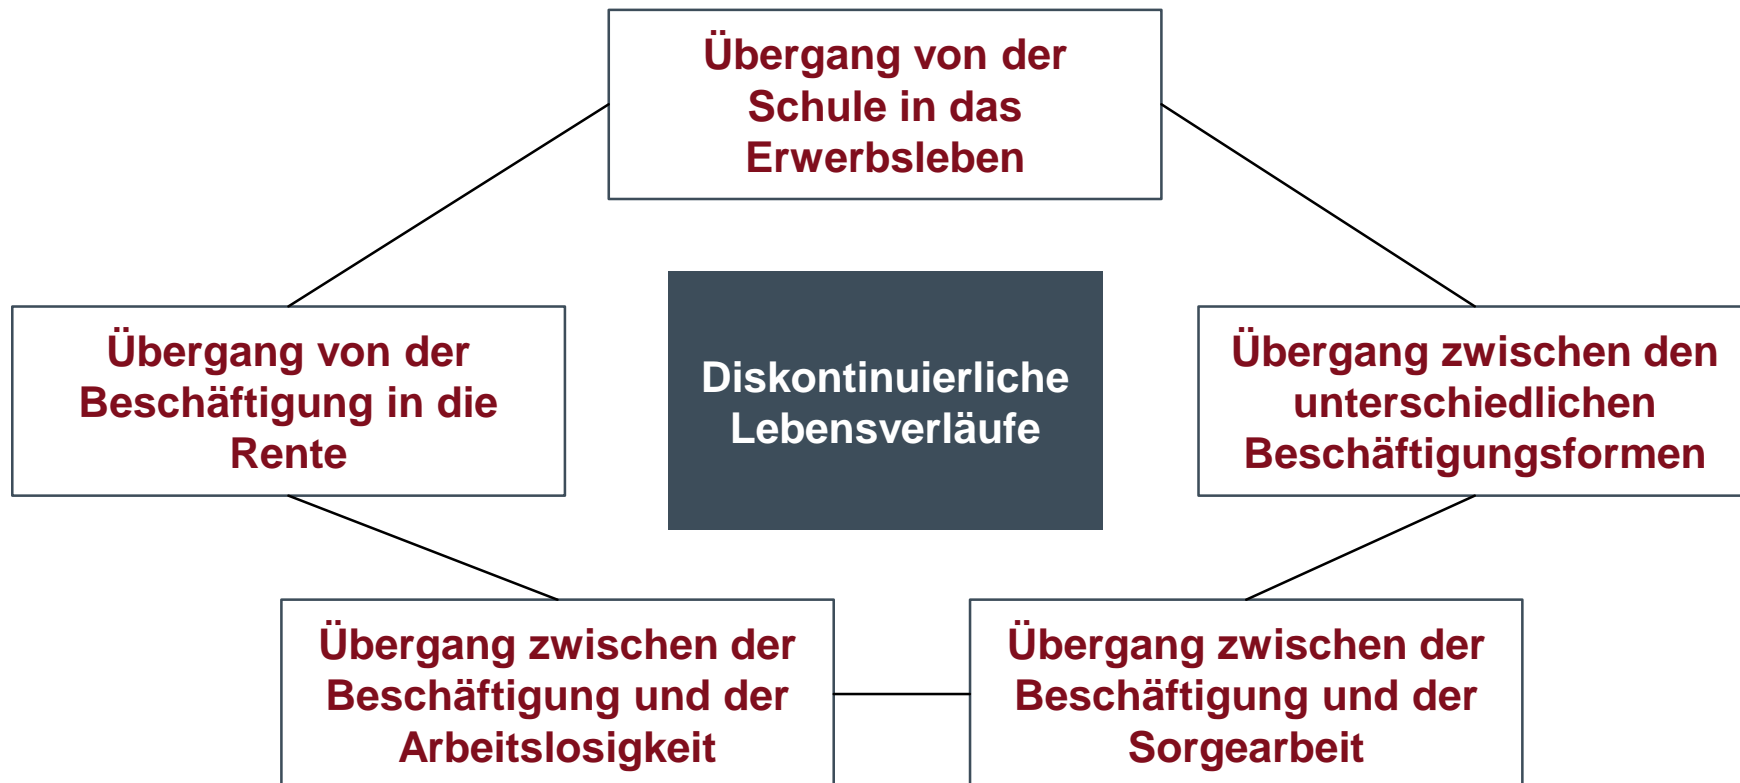 Übergang von der
Schule in das
Erwerbsleben
Übergang von der
Beschäftigung in die
Rente
Diskontinuierliche
Lebensverläufe
Übergang zwischen den
unterschiedlichen
Beschäftigungsformen
Übergang zwischen der
Beschäftigung und der
Arbeitslosigkeit
Übergang zwischen der
Beschäftigung und der
Sorgearbeit